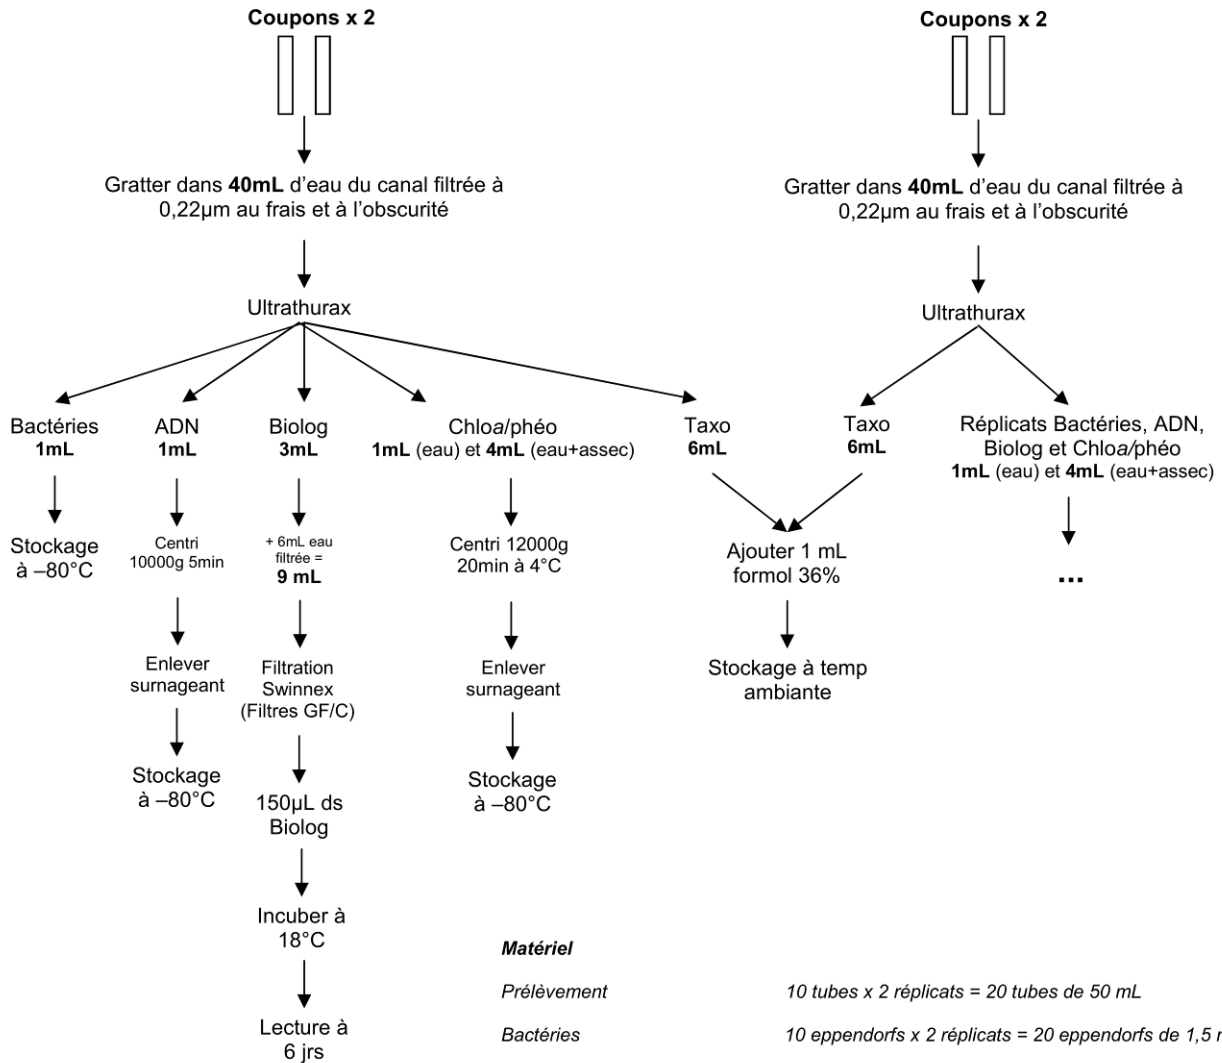 Coupons x 2
Gratter dans 40mL d'eau du canal filtrée à
0,22µm au frais et à l'obscurité
Ultrathurax
Bactéries
1mL
Stockage
à –80°C
ADN
1mL
Centri
10000g 5min
Enlever
surnageant
Stockage
à –80°C
Biolog
3mL
+ 6mL eau
filtrée =
9 mL
Filtration
Swinnex
(Filtres GF/C)
150µL ds
Biolog
Incuber à
18°C
Lecture à
6 jrs
Chloa/phéo
1mL (eau) et 4mL (eau+assec)
Centri 12000g
20min à 4°C
Enlever
surnageant
Stockage
à –80°C
Taxo
6mL
Coupons x 2
Gratter dans 40mL d'eau du canal filtrée à
0,22µm au frais et à l'obscurité
Ultrathurax
Taxo
6mL
Ajouter 1 mL
formol 36%
Stockage à temp
ambiante
Réplicats Bactéries, ADN,
Biolog et Chloa/phéo
1mL (eau) et 4mL (eau+assec)
...
Matériel
Prélèvement 10 tubes x 2 réplicats = 20 tubes de 50 mL
Bactéries 10 eppendorfs x 2 réplicats = 20 eppendorfs de 1,5